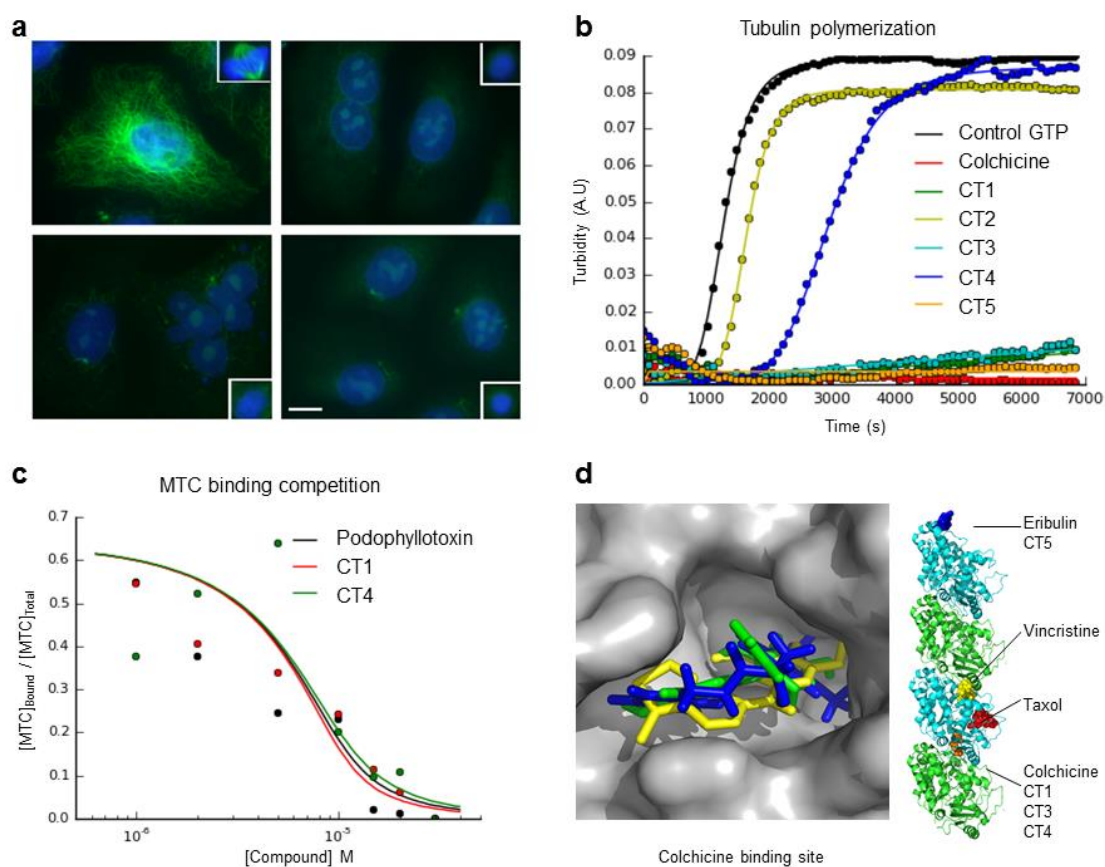 a
b
Tubulin polymerization
0.09
0.08
0.07
0.06
0.05
0.04
0.03
0.02
0.01
0.00
Turbidity (A.U)
Control GTP
Colchicine
CT1
CT2
CT3
CT4
CT5
0 1000 2000 3000 4000 5000 6000 7000
Time (s)
c
MTC binding competition
0.7
0.6
0.5
0.4
0.3
0.2
0.1
0.0
[MTC]Bound / [MTC]Total
Podophyllotoxin
CT1
CT4
10⁻⁶ 10⁻⁵
[Compound] M
d
Colchicine binding site
Eribulin
CT5
Vincristine
Taxol
Colchicine
CT1
CT3
CT4